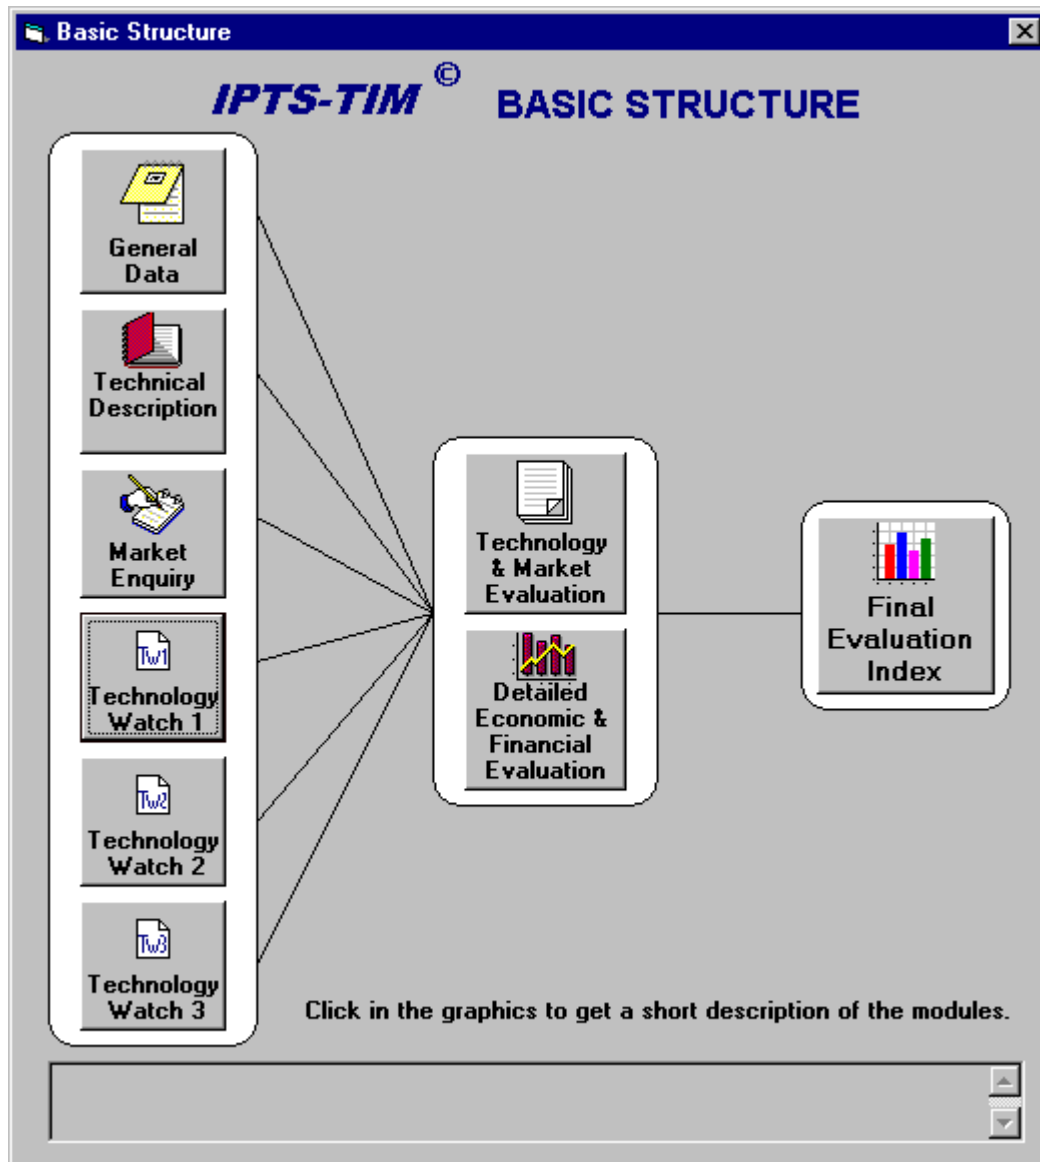 Basic Structure
IPTS-TIM © BASIC STRUCTURE
General
Data
Technical
Description
Market
Enquiry
Tw1
Technology
Watch 1
Tw2
Technology
Watch 2
Tw3
Technology
Watch 3
Technology
& Market
Evaluation
Detailed
Economic &
Financial
Evaluation
Final
Evaluation
Index
Click in the graphics to get a short description of the modules.